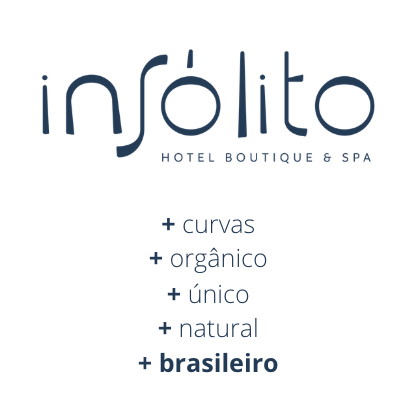 insólito
HOTEL BOUTIQUE & SPA
+ curvas
+ orgânico
+ único
+ natural
+ brasileiro